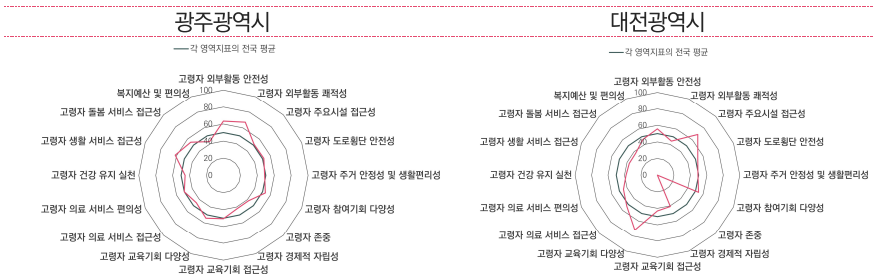 광주광역시
각 영역지표의 전국 평균
고령자 외부활동 안전성
고령자 외부활동 쾌적성
고령자 주요시설 접근성
고령자 도로횡단 안전성
고령자 주거 안정성 및 생활편리성
고령자 참여기회 다양성
고령자 존중
고령자 경제적 자립성
고령자 교육기회 접근성
고령자 교육기회 다양성
고령자 의료 서비스 접근성
고령자 의료 서비스 편의성
고령자 건강 유지 실천
고령자 생활 서비스 접근성
고령자 돌봄 서비스 접근성
복지예산 및 편의성
100
80
60
40
20
0
대전광역시
각 영역지표의 전국 평균
고령자 외부활동 안전성
고령자 외부활동 쾌적성
고령자 주요시설 접근성
고령자 도로횡단 안전성
고령자 주거 안정성 및 생활편리성
고령자 참여기회 다양성
고령자 존중
고령자 경제적 자립성
고령자 교육기회 접근성
고령자 교육기회 다양성
고령자 의료 서비스 접근성
고령자 의료 서비스 편의성
고령자 건강 유지 실천
고령자 생활 서비스 접근성
고령자 돌봄 서비스 접근성
복지예산 및 편의성
100
80
60
40
20
0